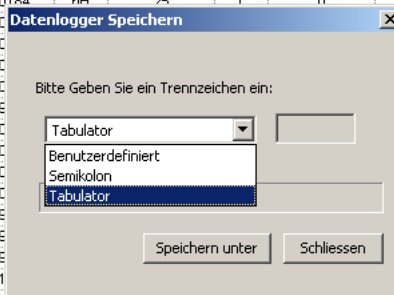 Datenlogger Speichern
Bitte Geben Sie ein Trennzeichen ein:
Tabulator
Benutzerdefiniert
Semikolon
Tabulator
Speichern unter
Schliessen